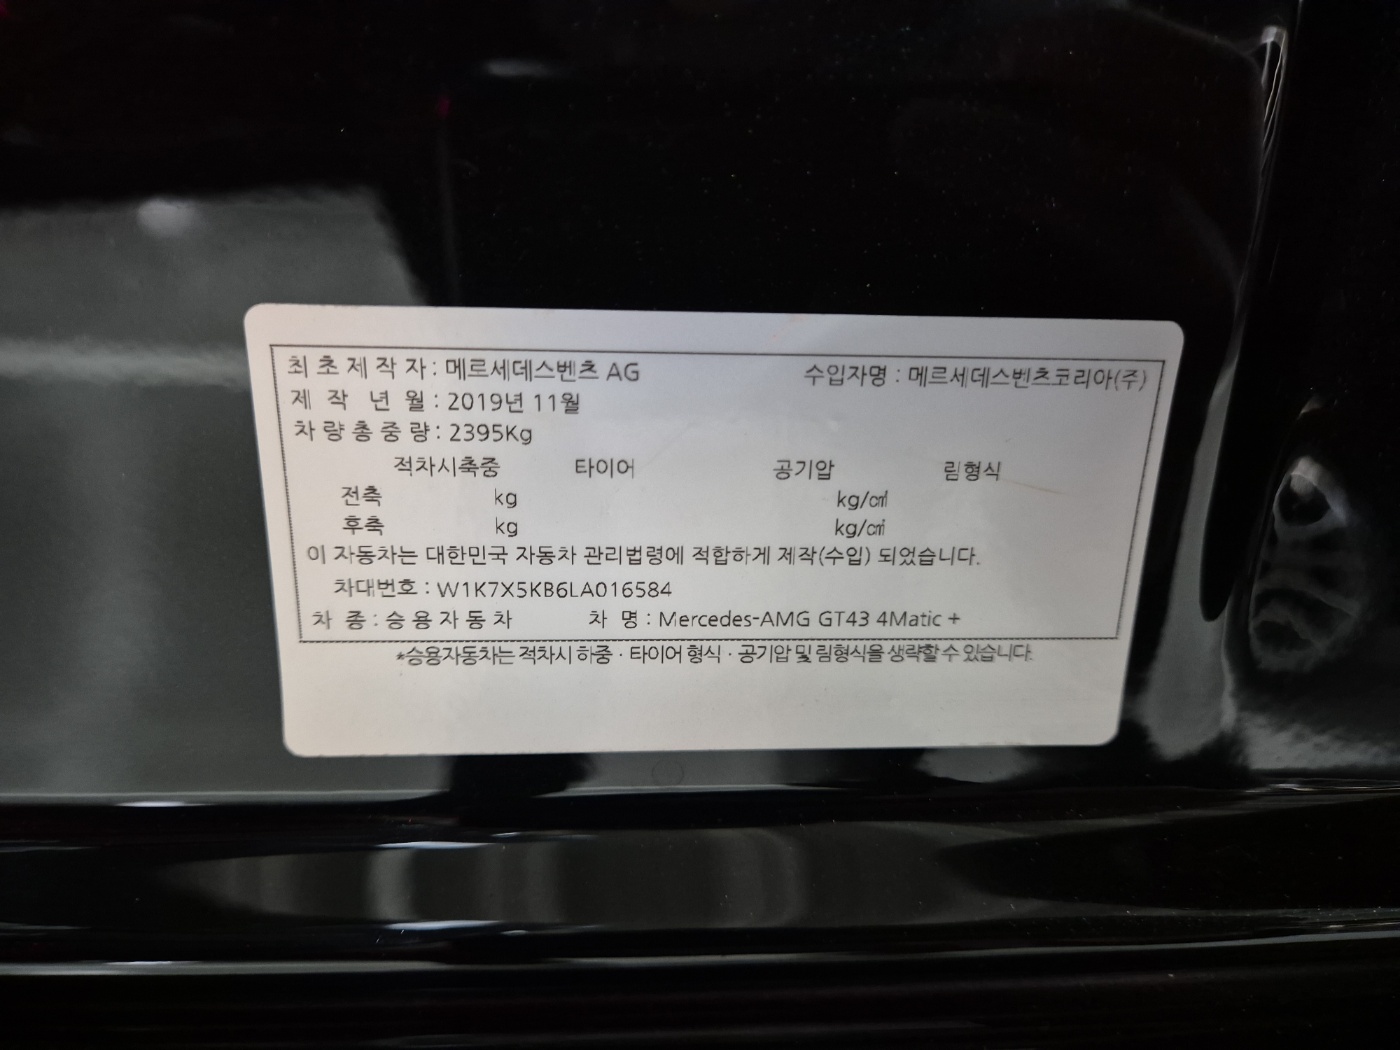 최초제작자 : 메르세데스벤츠 AG 수입자명 : 메르세데스벤츠코리아(주)
제 작 년 월 : 2019년 11월
차량총중량 : 2395Kg
적차시축중 타이어 공기압 림형식
전축 kg kg/㎠
후축 kg kg/㎠
이 자동차는 대한민국 자동차 관리법령에 적합하게 제작(수입) 되었습니다.
차대번호 : W1K7X5KB6LA016584
차 종 : 승용자동차 차 명 : Mercedes-AMG GT43 4Matic +
*승용자동차는 적차시 하중 · 타이어 형식 · 공기압 및 림형식을 생략할 수 있습니다.